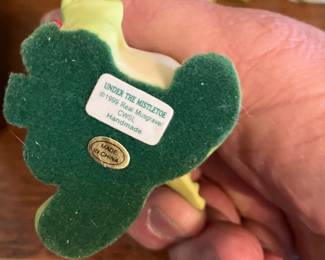 UNDER THE MISTLETOE
©1999 Real Musgrave/
CWSL
Handmade
MADE
IN CHINA